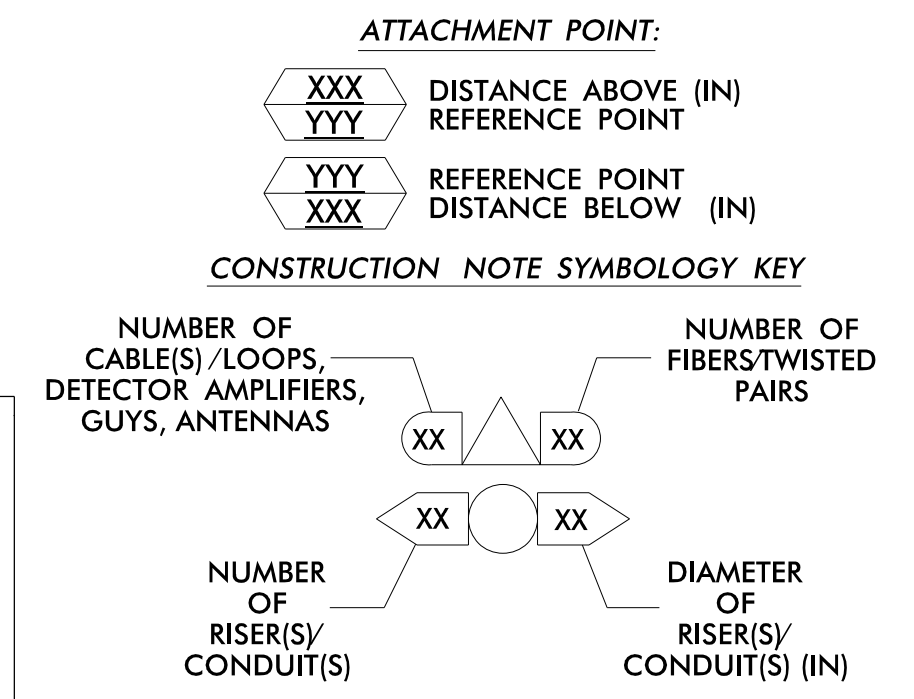 ATTACHMENT POINT:
XXX
YYY
DISTANCE ABOVE (IN)
REFERENCE POINT
YYY
XXX
REFERENCE POINT
DISTANCE BELOW (IN)
CONSTRUCTION NOTE SYMBOLOGY KEY
NUMBER OF
CABLE(S)/LOOPS,
DETECTOR AMPLIFIERS,
GUYS, ANTENNAS
NUMBER OF
FIBERS/TWISTED
PAIRS
XX
XX
XX
XX
NUMBER
OF
RISER(S)/
CONDUIT(S)
DIAMETER
OF
RISER(S)/
CONDUIT(S) (IN)